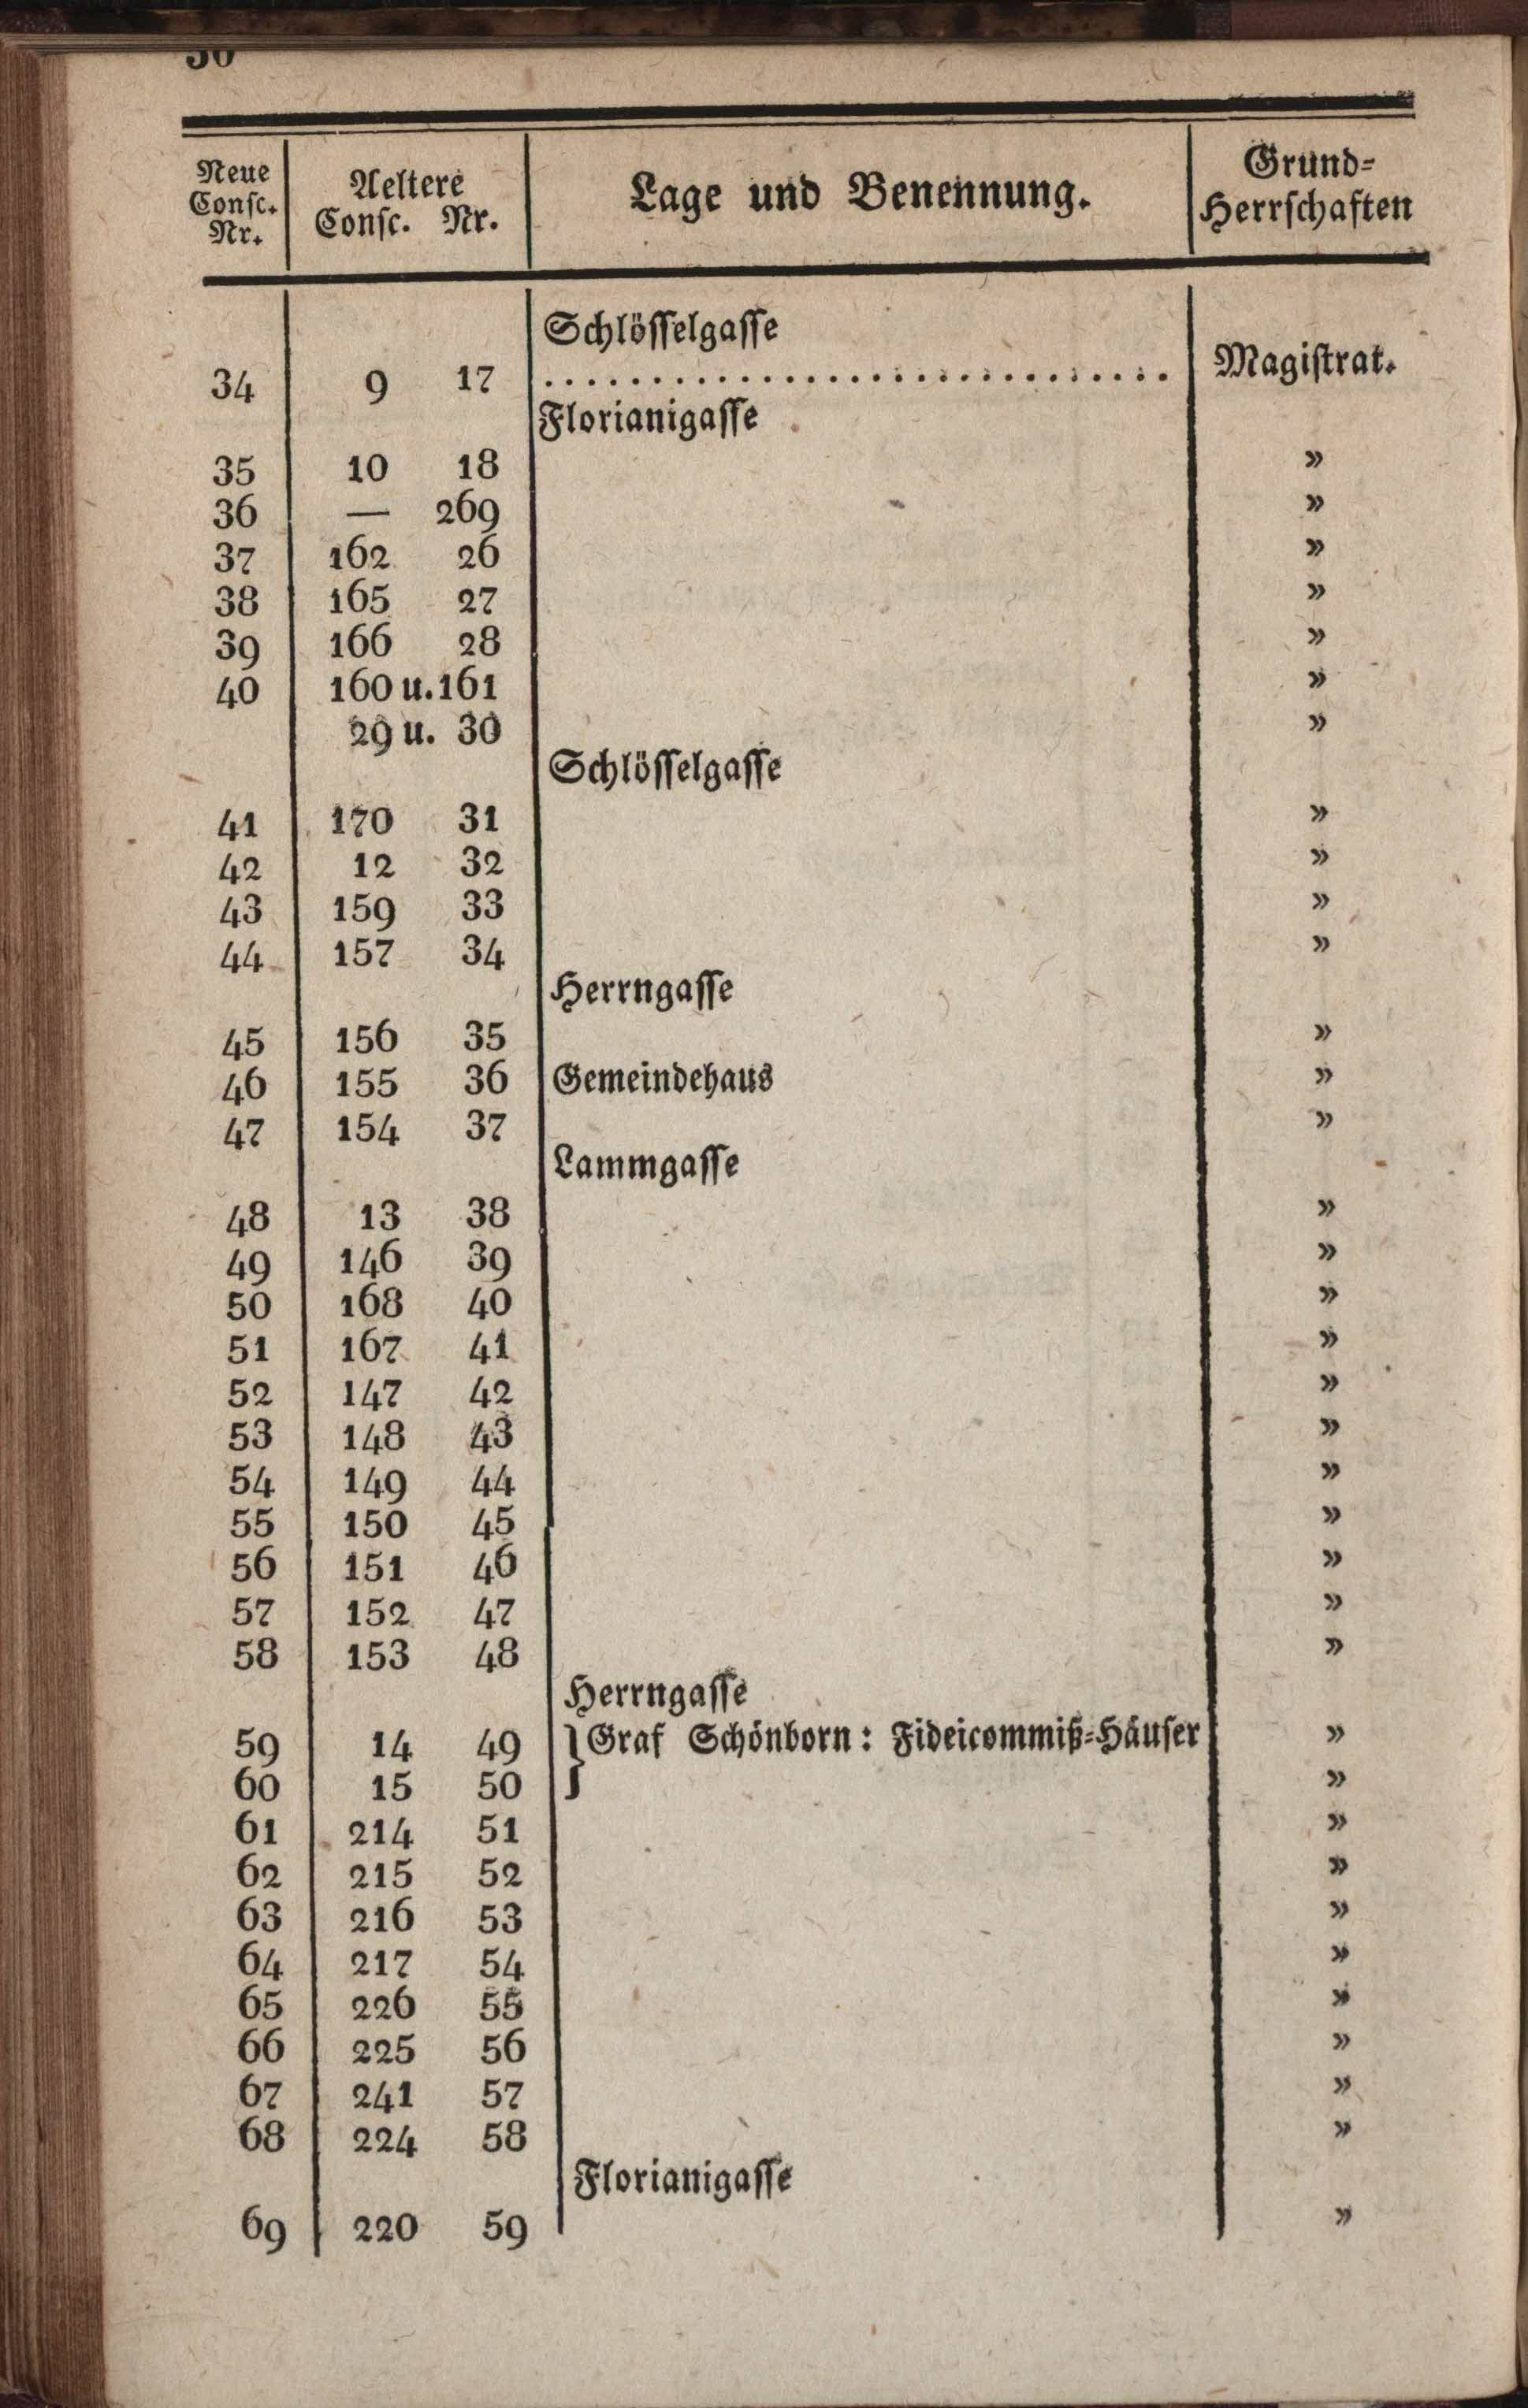 Neue Consc. Nr. Aeltere Consc. Nr. Lage und Benennung. Grund-Herrschaften
Schlösselgasse
34 9 17 .............................. Magistrat.
Florianigasse
35 10 18 »
36 — 269 »
37 162 26 »
38 165 27 »
39 166 28 »
40 160 u. 161 »
29 u. 30 »
Schlösselgasse
41 170 31 »
42 12 32 »
43 159 33 »
44 157 34 »
Herrngasse
45 156 35 »
46 155 36 Gemeindehaus »
47 154 37 »
Lammgasse
48 13 38 »
49 146 39 »
50 168 40 »
51 167 41 »
52 147 42 »
53 148 43 »
54 149 44 »
55 150 45 »
56 151 46 »
57 152 47 »
58 153 48 »
Herrngasse
59 14 49 } Graf Schönborn: Fideicommiß-Häuser »
60 15 50 »
61 214 51 »
62 215 52 »
63 216 53 »
64 217 54 »
65 226 55 »
66 225 56 »
67 241 57 »
68 224 58 »
Florianigasse
69 220 59 »